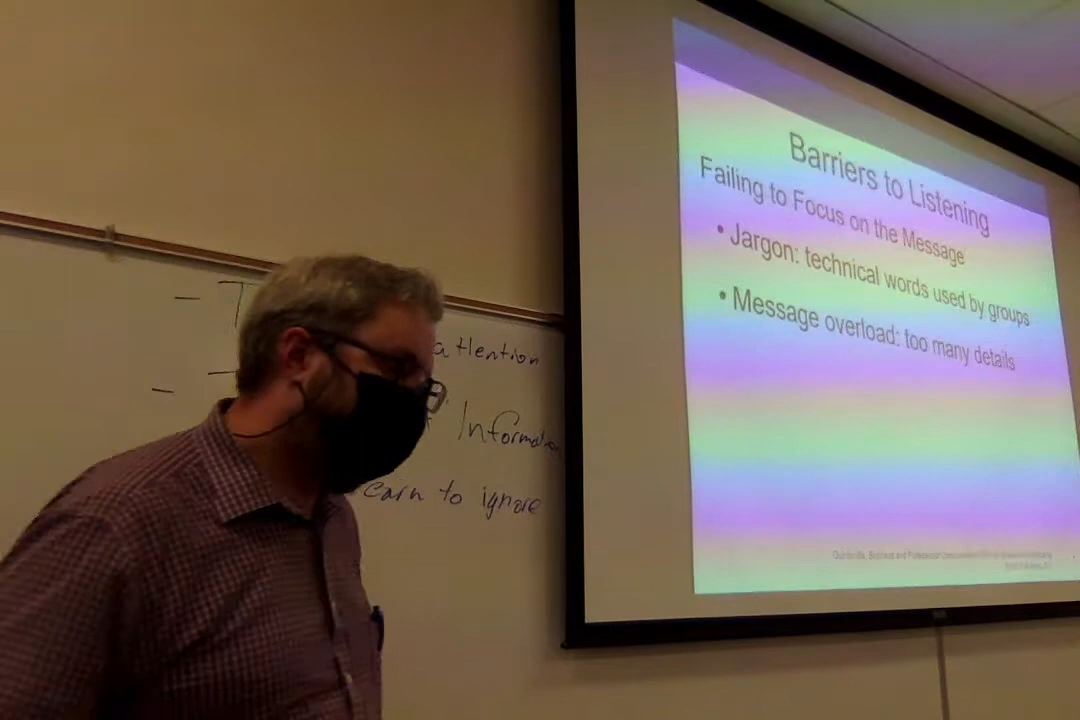 attention
Information
earn to ignore
Barriers to Listening
Failing to Focus on the Message
• Jargon: technical words used by groups
• Message overload: too many details